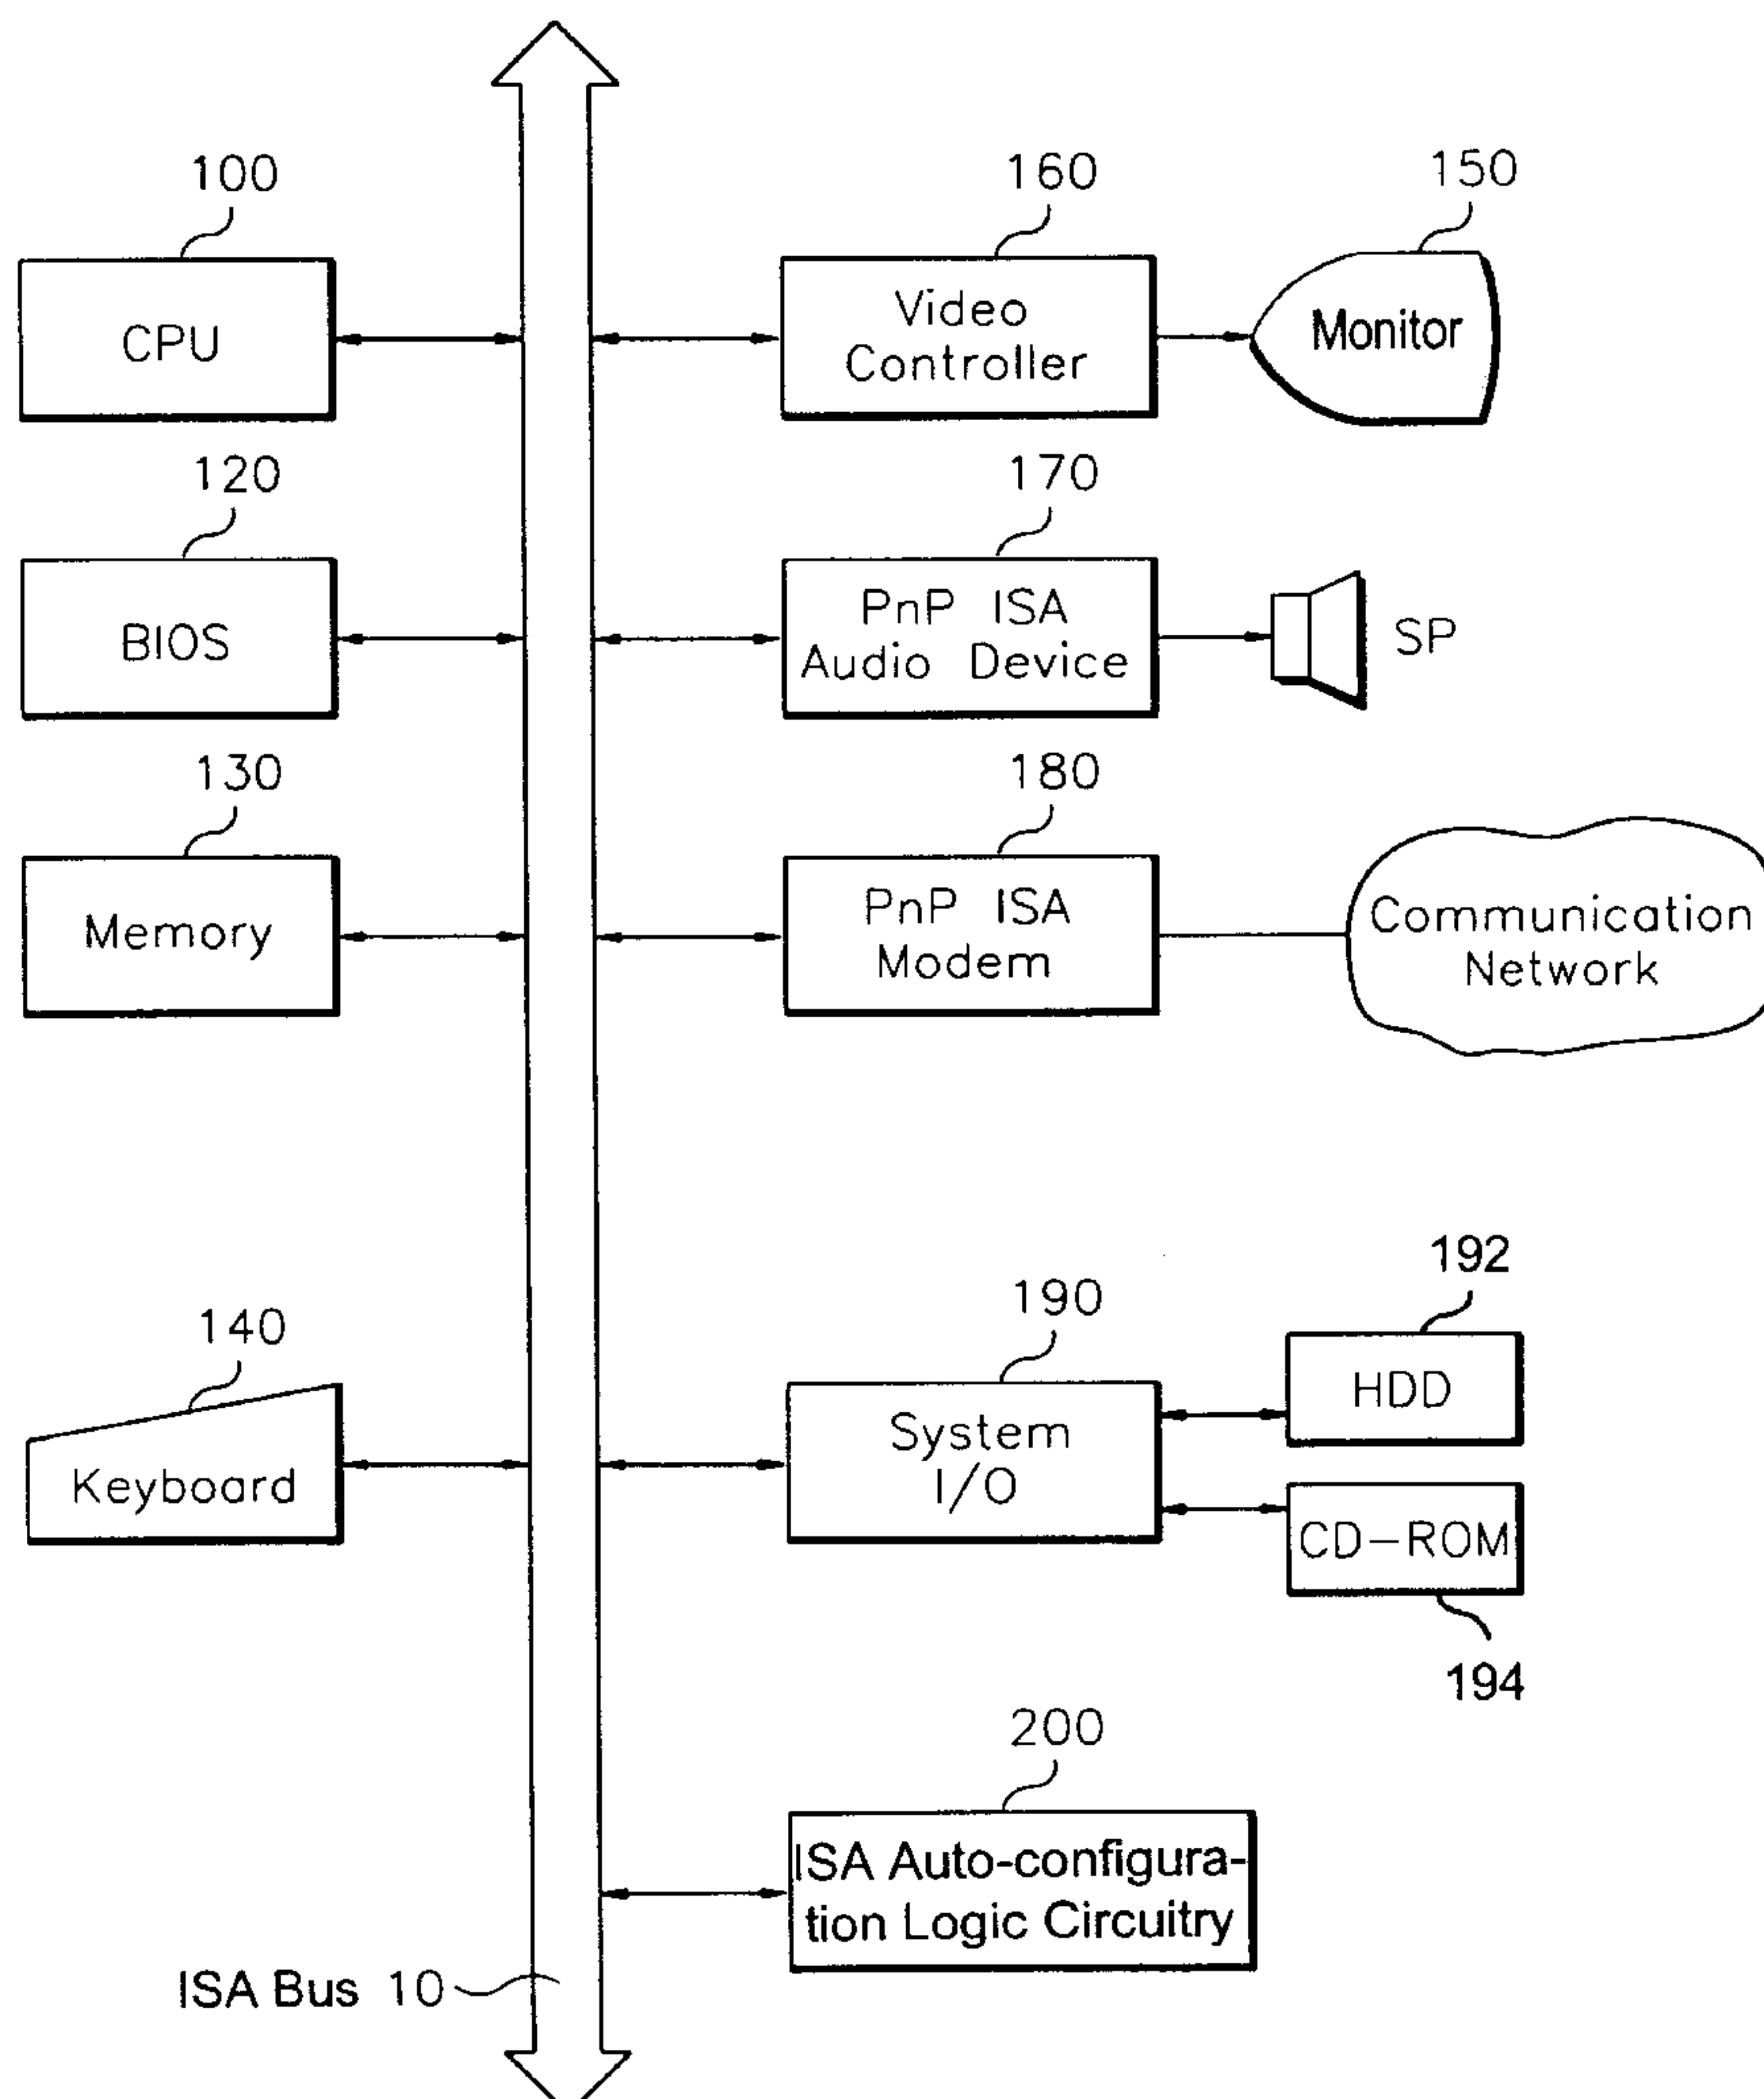 100
160
150
CPU
Video
Controller
Monitor
120
170
BIOS
PnP ISA
Audio Device
SP
130
180
Memory
PnP ISA
Modem
Communication
Network
140
190
192
Keyboard
System
I/O
HDD
CD-ROM
194
200
ISA Auto-configura-
tion Logic Circuitry
ISA Bus 10